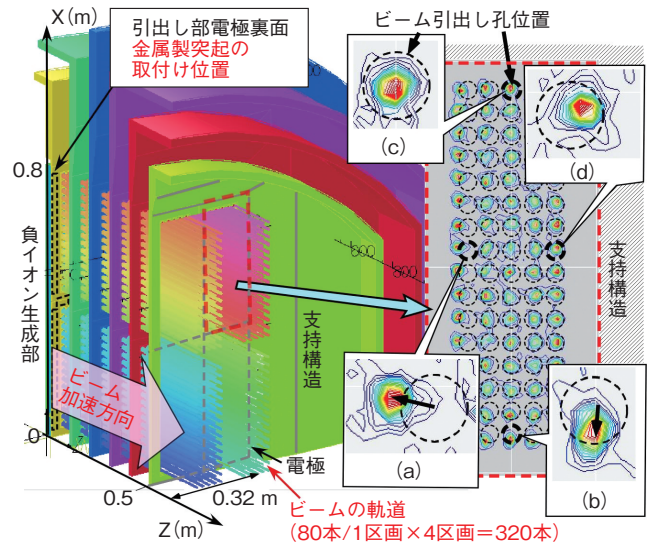 X(m)
引出し部電極裏面
金属製突起の
取付け位置
0.8
負イオン生成部
0
ビーム
加速方向
0.5
Z(m)
0.32 m
支持構造
電極
ビームの軌道
(80本/1区画×4区画=320本)
ビーム引出し孔位置
(c)
(d)
支持構造
(a)
(b)
600
800